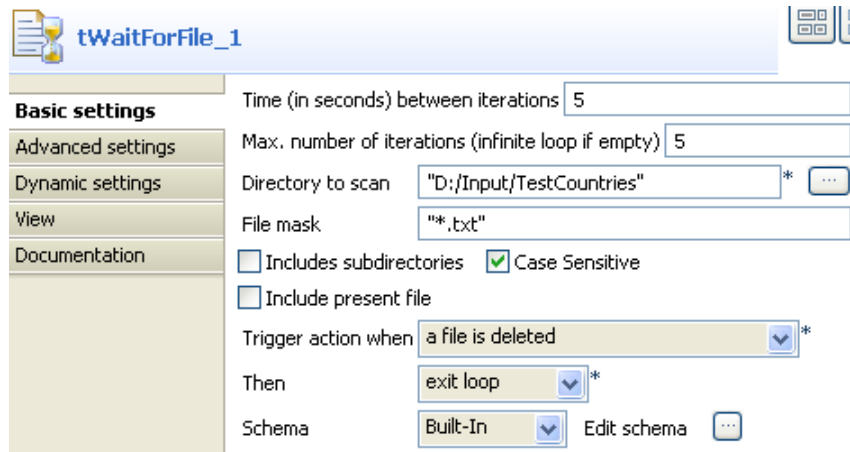 tWaitForFile_1
Basic settings
Advanced settings
Dynamic settings
View
Documentation
Time (in seconds) between iterations 5
Max. number of iterations (infinite loop if empty) 5
Directory to scan "D:/Input/TestCountries" * ...
File mask "*.txt"
Includes subdirectories Case Sensitive
Include present file
Trigger action when a file is deleted *
Then exit loop *
Schema Built-In Edit schema ...